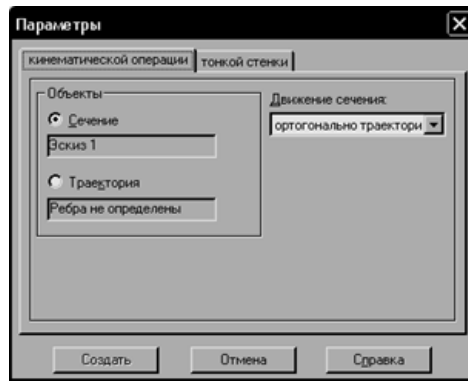 Параметры
кинематической операции тонкой стенки
Объекты
Сечение
Эскиз 1
Траектория
Ребра не определены
Движение сечения:
ортогонально траектори
Создать Отмена Справка